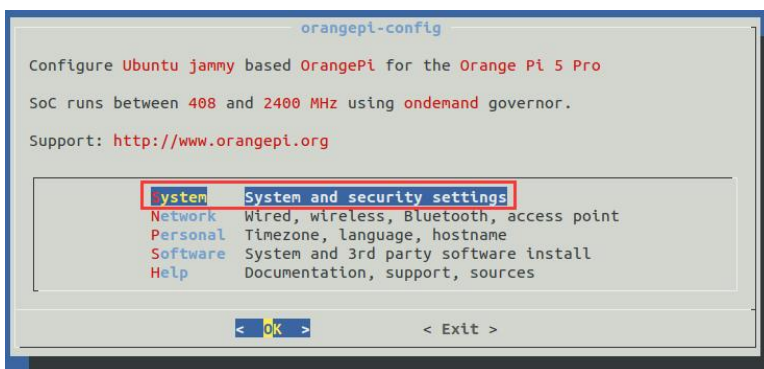 orangepi-config
Configure Ubuntu jammy based OrangePi for the Orange Pi 5 Pro
SoC runs between 408 and 2400 MHz using ondemand governor.
Support: http://www.orangepi.org
System System and security settings
Network Wired, wireless, Bluetooth, access point
Personal Timezone, language, hostname
Software System and 3rd party software install
Help Documentation, support, sources
< OK > < Exit >